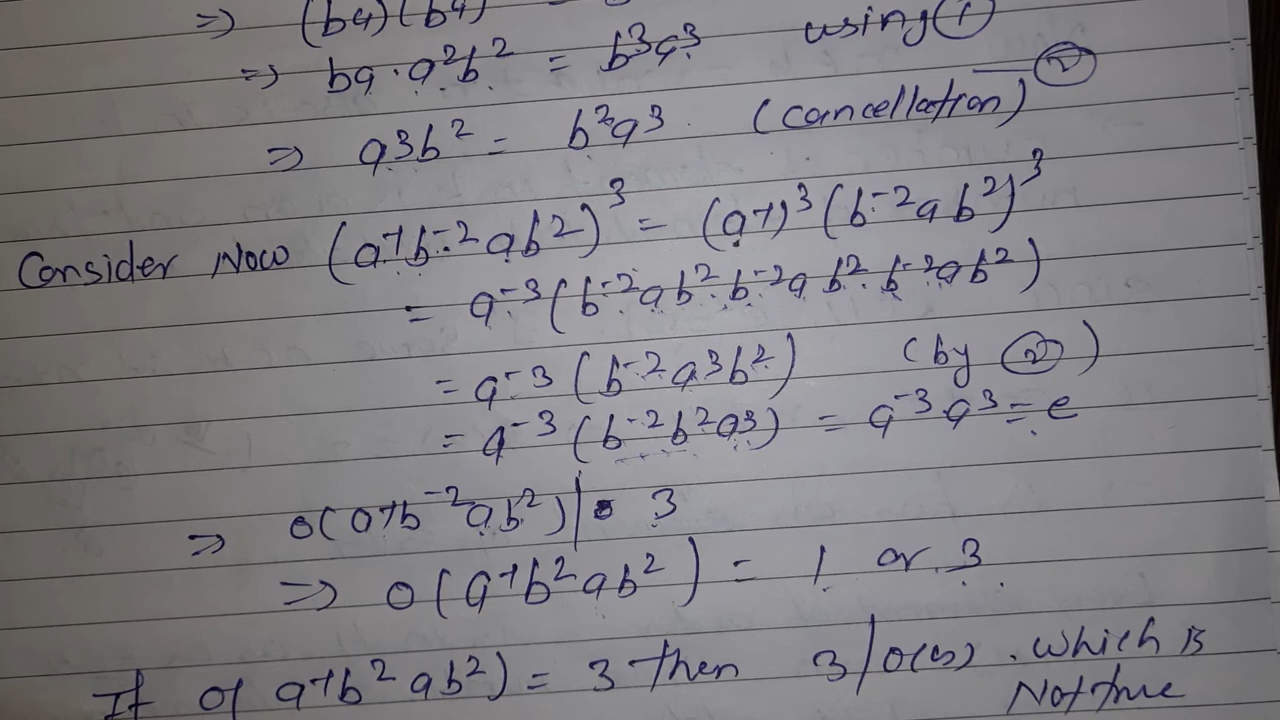 ⇒ (ba)(ba)
⇒ ba · a²b² = b³a³ using ①
⇒ a³b² = b²a³ (cancellation) — ②
Consider Now (a⁻¹b⁻²ab²)³ = (a⁻¹)³(b⁻²ab²)³
= a⁻³(b⁻²ab²·b⁻²ab²·b⁻²ab²)
= a⁻³(b⁻²a³b²) (by ②)
= a⁻³(b⁻²b²a³) = a⁻³a³ = e
⇒ o(a⁻¹b⁻²ab²) | 3
⇒ o(a⁻¹b²ab²) = 1 or 3.
If o( a⁻¹b²ab²) = 3 then 3/o(G). which is
Not true